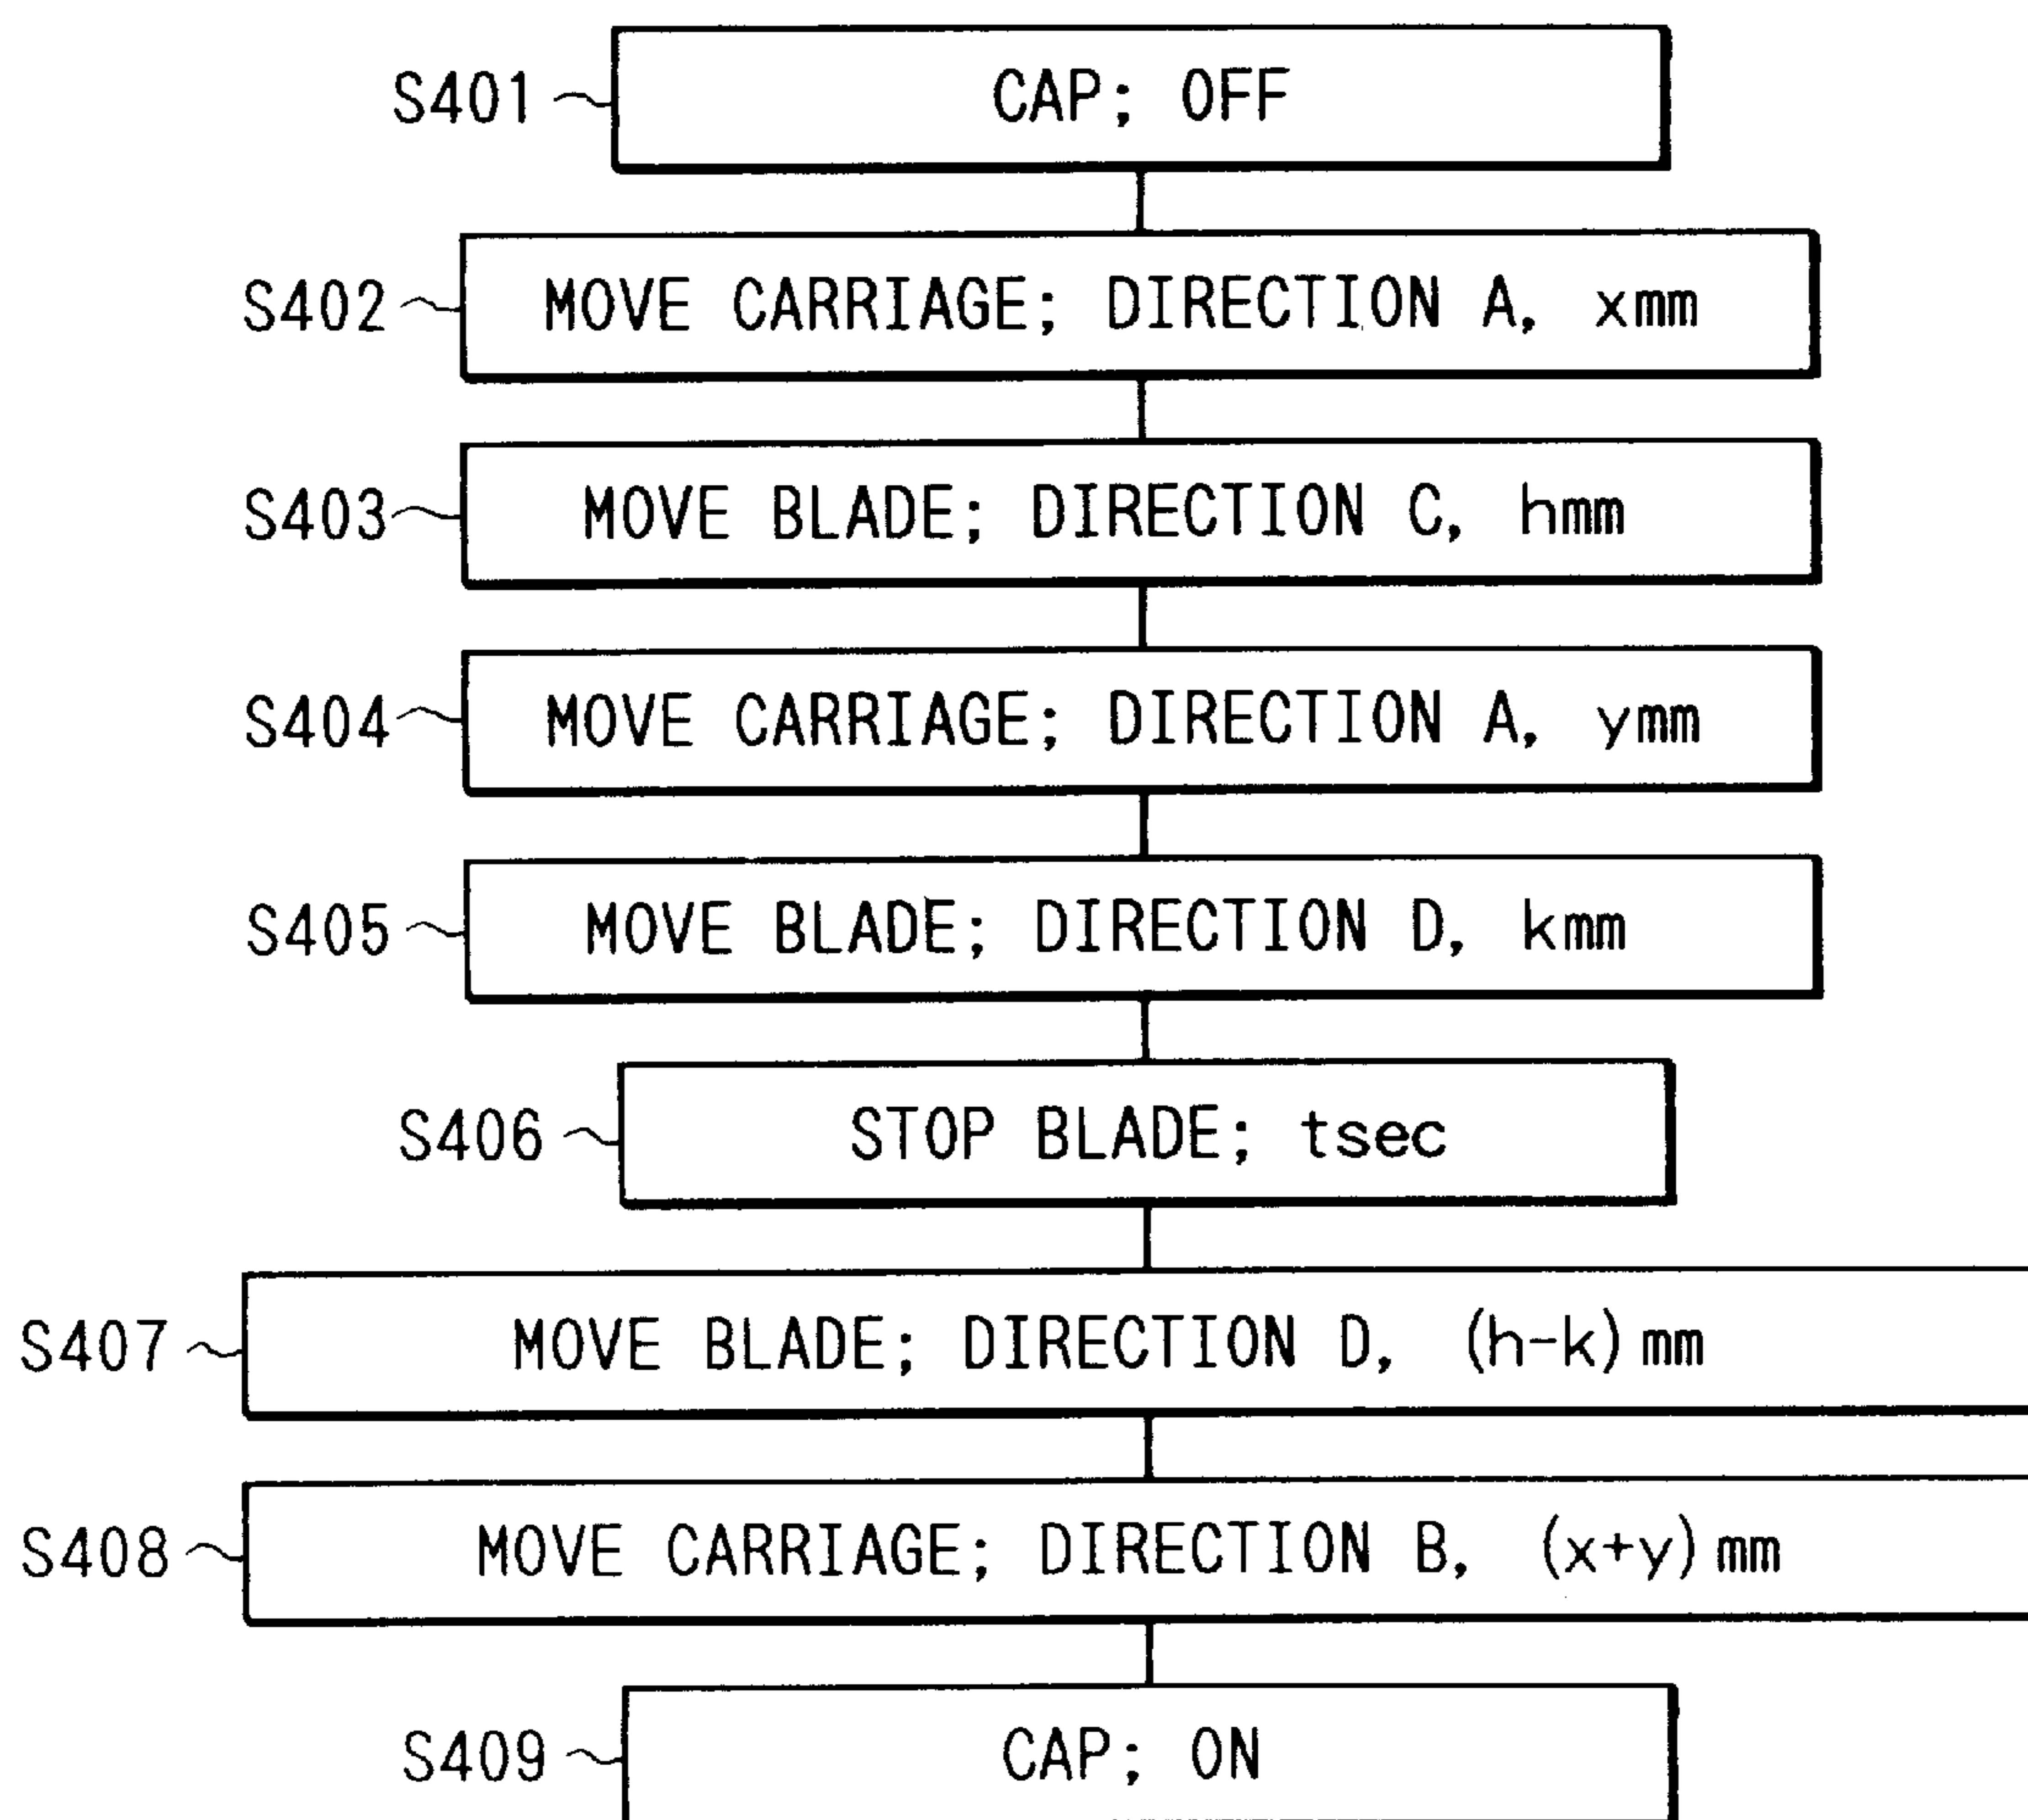 S401 CAP; OFF
S402 MOVE CARRIAGE; DIRECTION A, xmm
S403 MOVE BLADE; DIRECTION C, hmm
S404 MOVE CARRIAGE; DIRECTION A, ymm
S405 MOVE BLADE; DIRECTION D, kmm
S406 STOP BLADE; tsec
S407 MOVE BLADE; DIRECTION D, (h-k)mm
S408 MOVE CARRIAGE; DIRECTION B, (x+y)mm
S409 CAP; ON